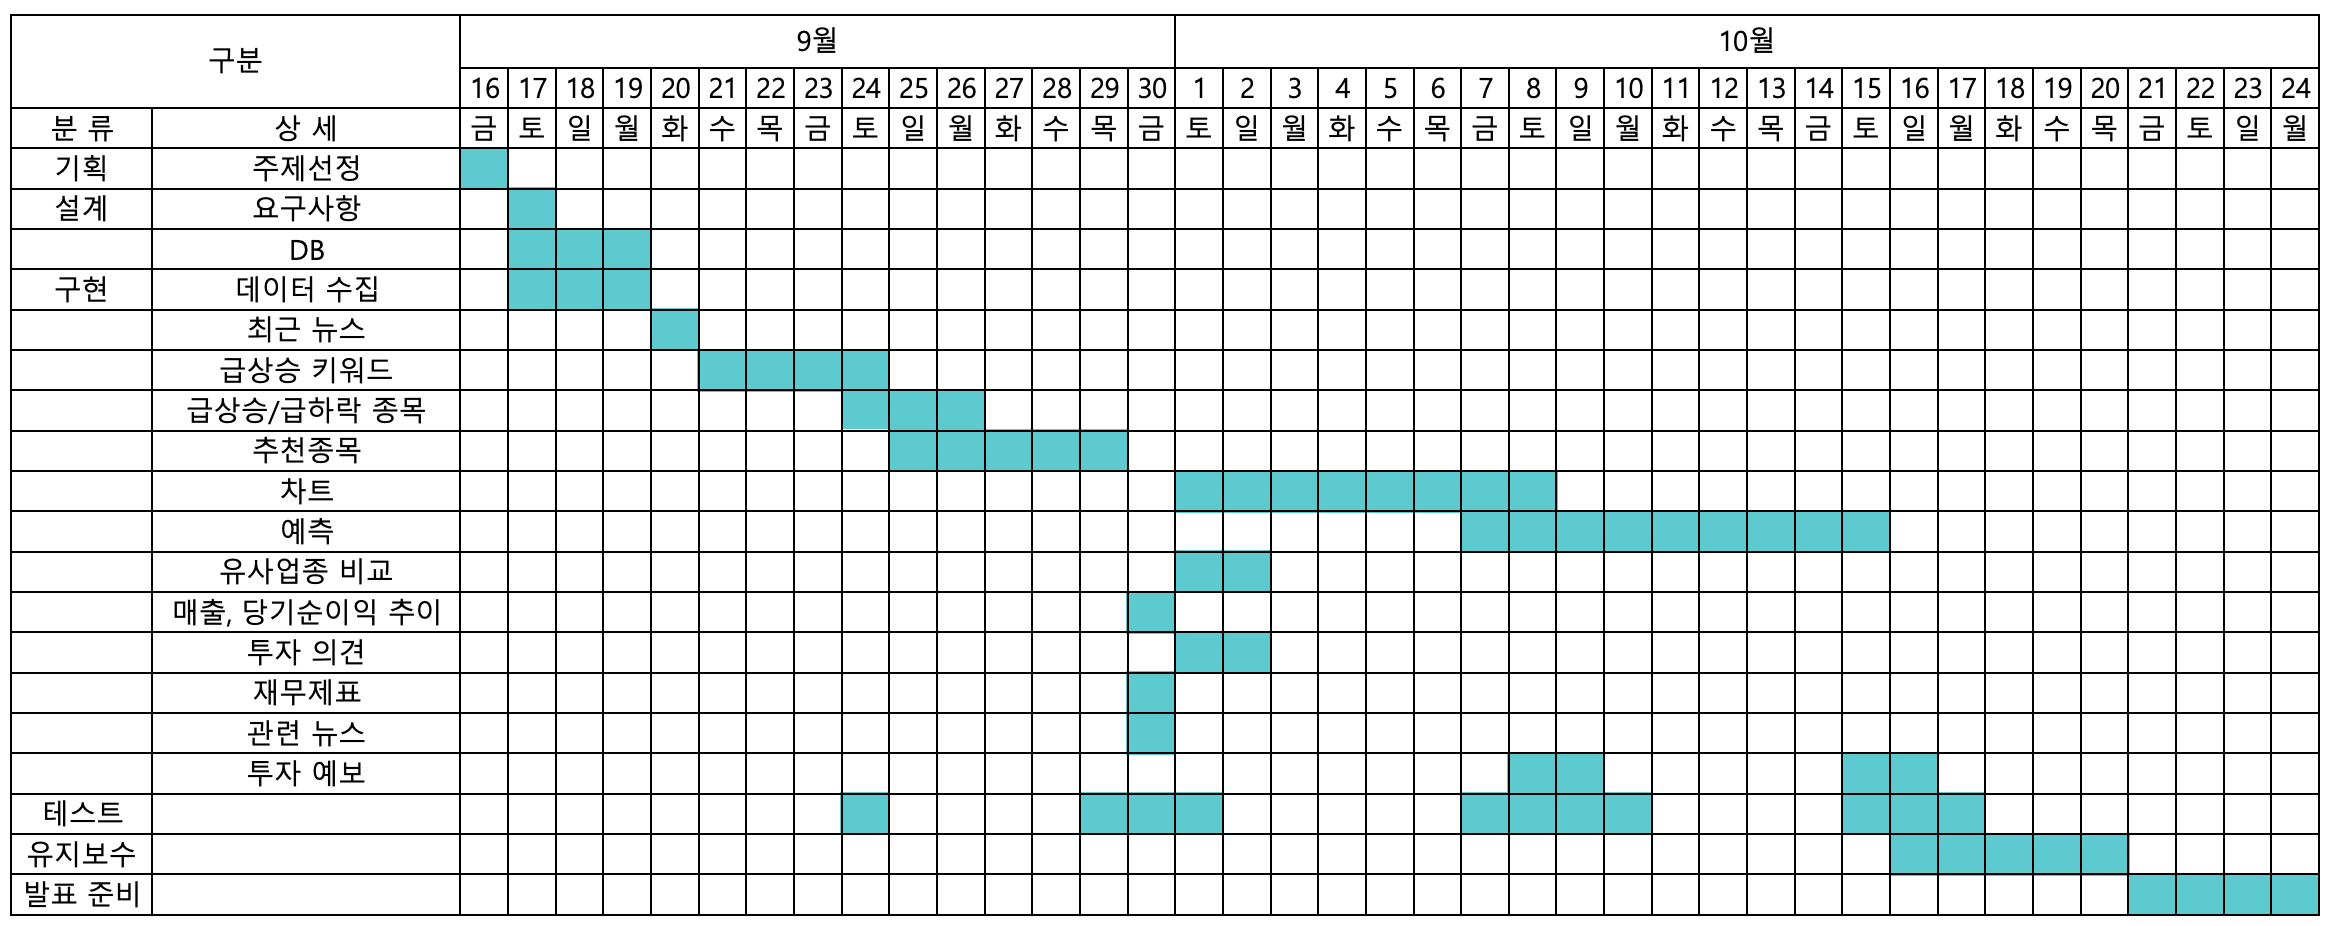 구분 9월 10월
16 17 18 19 20 21 22 23 24 25 26 27 28 29 30 1 2 3 4 5 6 7 8 9 10 11 12 13 14 15 16 17 18 19 20 21 22 23 24
분 류 상 세 금 토 일 월 화 수 목 금 토 일 월 화 수 목 금 토 일 월 화 수 목 금 토 일 월 화 수 목 금 토 일 월 화 수 목 금 토 일 월
기획 주제선정
설계 요구사항
DB
구현 데이터 수집
최근 뉴스
급상승 키워드
급상승/급하락 종목
추천종목
차트
예측
유사업종 비교
매출, 당기순이익 추이
투자 의견
재무제표
관련 뉴스
투자 예보
테스트
유지보수
발표 준비